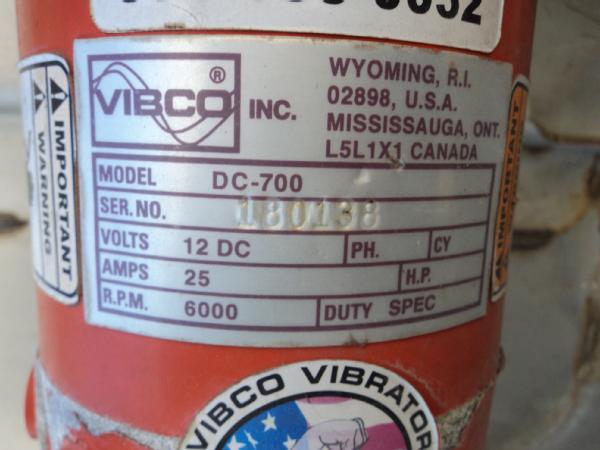 VIBCO ® INC.
WYOMING, R.I.
02898, U.S.A.
MISSISSAUGA, ONT.
L5L1X1 CANADA
MODEL DC-700
SER. NO. 180138
VOLTS 12 DC PH. CY
AMPS 25 H.P.
R.P.M. 6000 DUTY SPEC
IMPORTANT
WARNING
IMPORTANT
VIBCO VIBRATOR